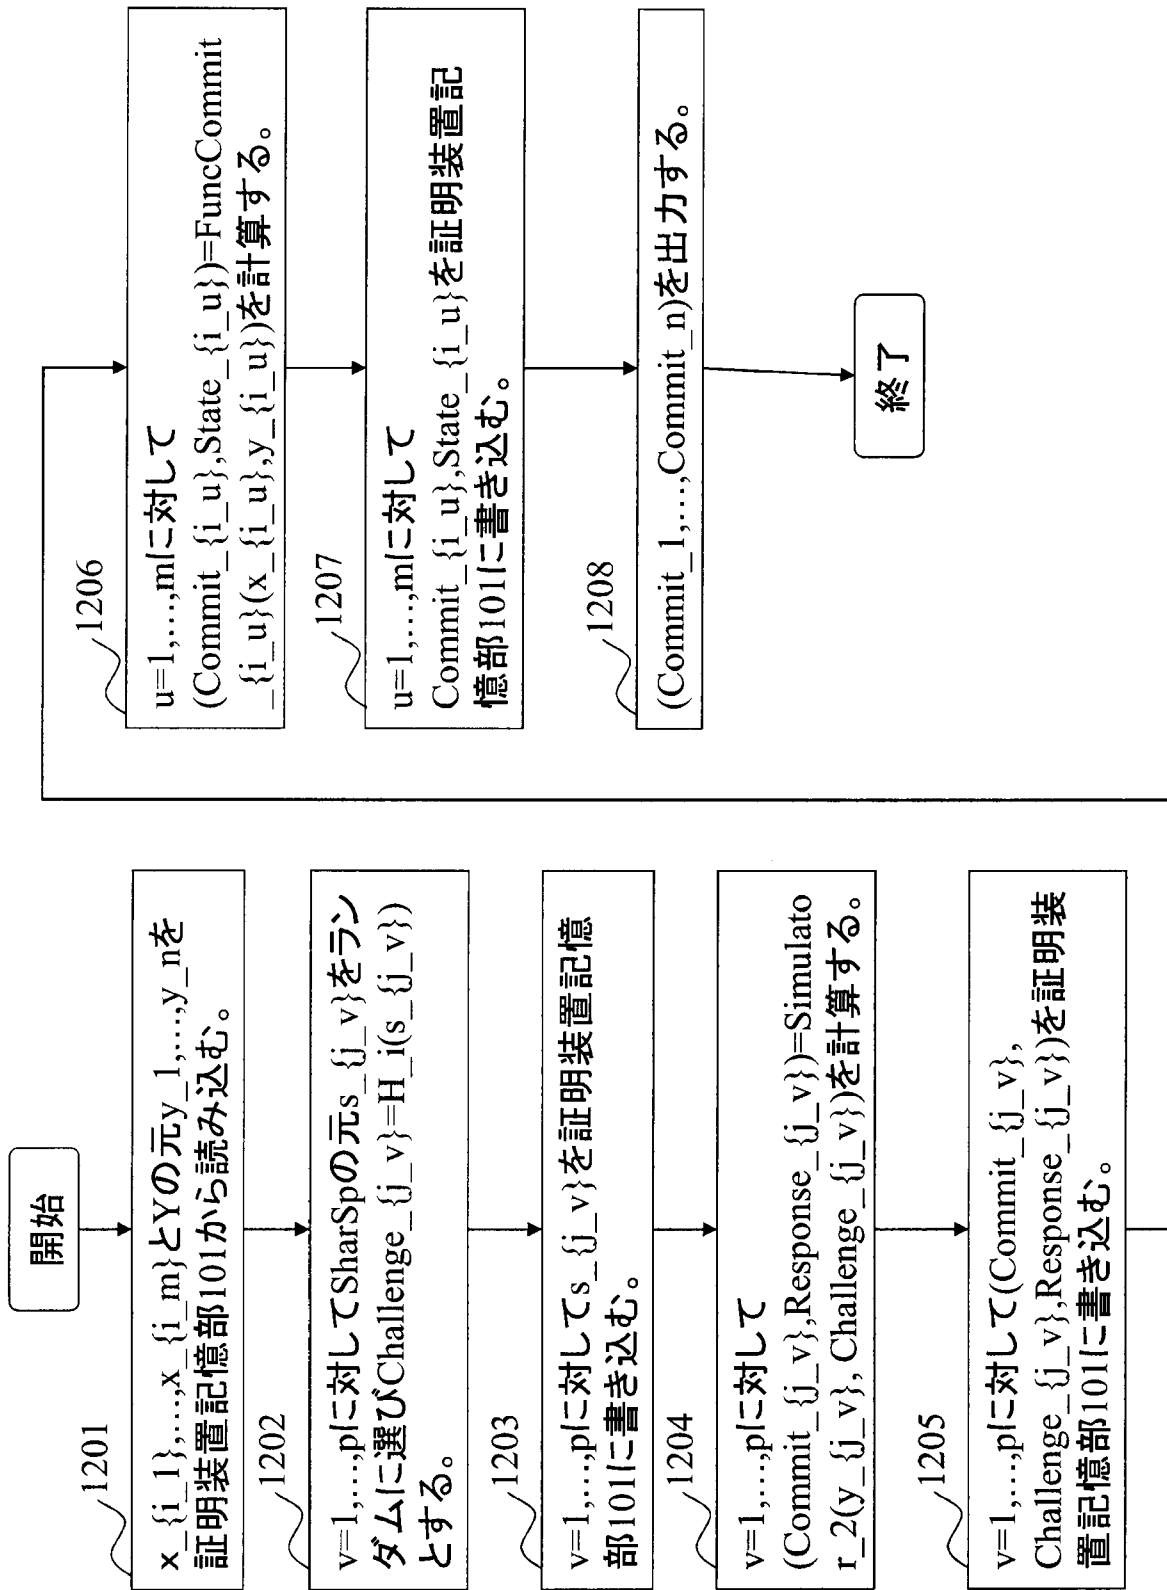 開始
1201
x_{i_1},...,x_{i_m}とYの元y_1,...,y_nを
証明装置記憶部101から読み込む。
1202
v=1,...,pに対してSharSpの元s_{j_v}をラン
ダムに選びChallenge_{j_v}=H_i(s_{j_v})
とする。
1203
v=1,...,pに対してs_{j_v}を証明装置記憶
部101に書き込む。
1204
v=1,...,pに対して
(Commit_{j_v},Response_{j_v})=Simulato
r_2(y_{j_v}, Challenge_{j_v})を計算する。
1205
v=1,...,pに対して(Commit_{j_v},
Challenge_{j_v},Response_{j_v})を証明装
置記憶部101に書き込む。
1206
u=1,...,mに対して
(Commit_{i_u},State_{i_u})=FuncCommit
_{i_u}(x_{i_u},y_{i_u})を計算する。
1207
u=1,...,mに対して
Commit_{i_u},State_{i_u}を証明装置記
憶部101に書き込む。
1208
(Commit_1,...,Commit_n)を出力する。
終了